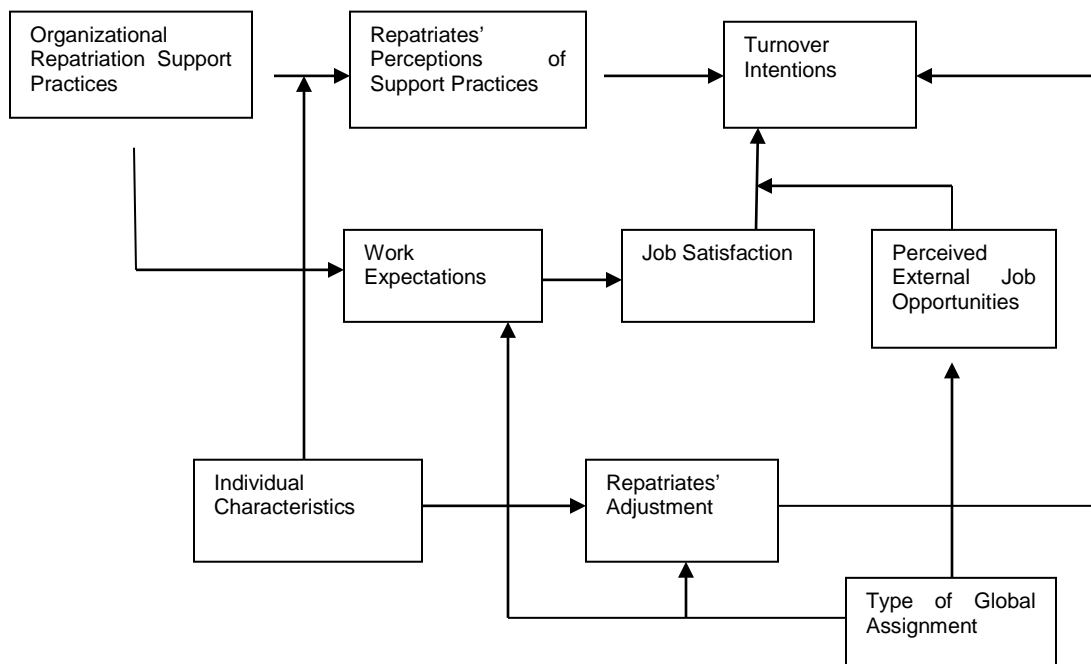 Organizational
Repatriation Support
Practices
Repatriates'
Perceptions of
Support Practices
Turnover
Intentions
Work
Expectations
Job Satisfaction
Perceived
External Job
Opportunities
Individual
Characteristics
Repatriates'
Adjustment
Type of Global
Assignment